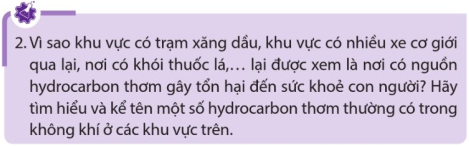 2. Vì sao khu vực có trạm xăng dầu, khu vực có nhiều xe cơ giới
qua lại, nơi có khói thuốc lá,… lại được xem là nơi có nguồn
hydrocarbon thơm gây tổn hại đến sức khoẻ con người? Hãy
tìm hiểu và kể tên một số hydrocarbon thơm thường có trong
không khí ở các khu vực trên.